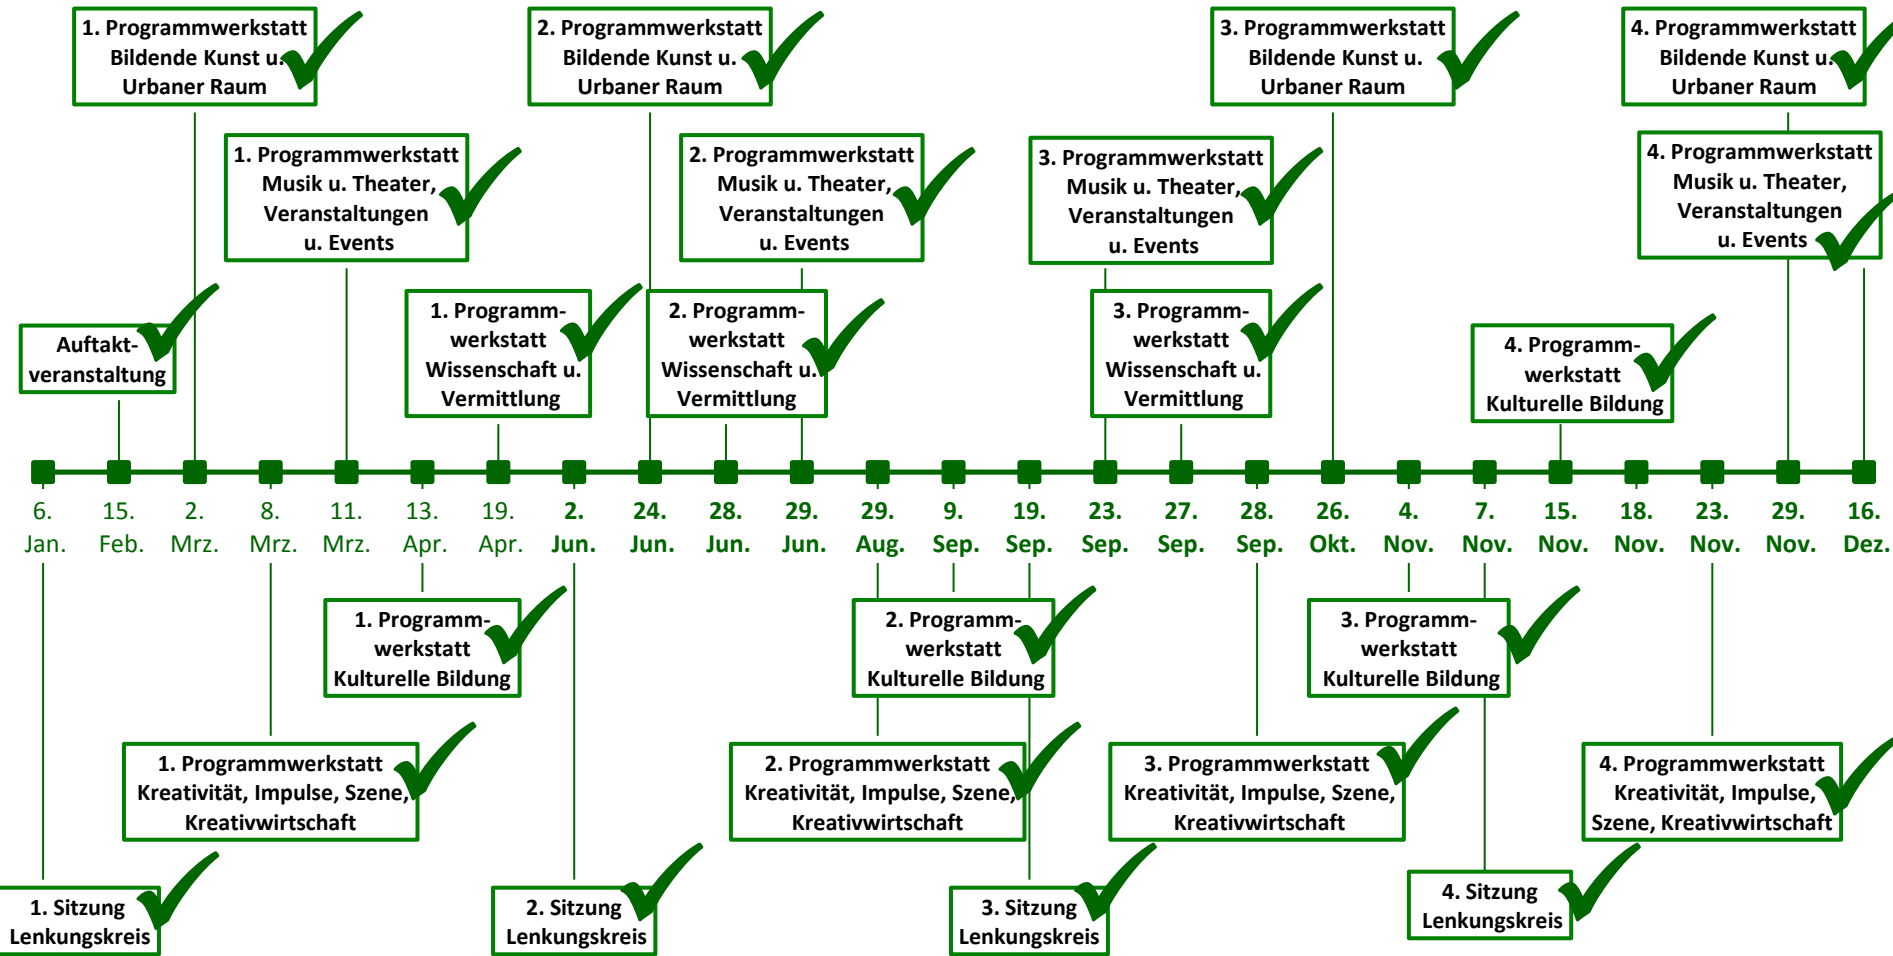 1. Programmwerkstatt
Bildende Kunst u.
Urbaner Raum
2. Programmwerkstatt
Bildende Kunst u.
Urbaner Raum
3. Programmwerkstatt
Bildende Kunst u.
Urbaner Raum
4. Programmwerkstatt
Bildende Kunst u.
Urbaner Raum
1. Programmwerkstatt
Musik u. Theater,
Veranstaltungen
u. Events
2. Programmwerkstatt
Musik u. Theater,
Veranstaltungen
u. Events
3. Programmwerkstatt
Musik u. Theater,
Veranstaltungen
u. Events
4. Programmwerkstatt
Musik u. Theater,
Veranstaltungen
u. Events
Auftakt-
veranstaltung
1. Programm-
werkstatt
Wissenschaft u.
Vermittlung
2. Programm-
werkstatt
Wissenschaft u.
Vermittlung
3. Programm-
werkstatt
Wissenschaft u.
Vermittlung
4. Programm-
werkstatt
Kulturelle Bildung
6. 15. 2. 8. 11. 13. 19. 2. 24. 28. 29. 29. 9. 19. 23. 27. 28. 26. 4. 7. 15. 18. 23. 29. 16.
Jan. Feb. Mrz. Mrz. Mrz. Apr. Apr. Jun. Jun. Jun. Jun. Aug. Sep. Sep. Sep. Sep. Sep. Okt. Nov. Nov. Nov. Nov. Nov. Nov. Dez.
1. Programm-
werkstatt
Kulturelle Bildung
2. Programm-
werkstatt
Kulturelle Bildung
3. Programm-
werkstatt
Kulturelle Bildung
1. Programmwerkstatt
Kreativität, Impulse, Szene,
Kreativwirtschaft
2. Programmwerkstatt
Kreativität, Impulse, Szene,
Kreativwirtschaft
3. Programmwerkstatt
Kreativität, Impulse, Szene,
Kreativwirtschaft
4. Programmwerkstatt
Kreativität, Impulse,
Szene, Kreativwirtschaft
1. Sitzung
Lenkungskreis
2. Sitzung
Lenkungskreis
3. Sitzung
Lenkungskreis
4. Sitzung
Lenkungskreis